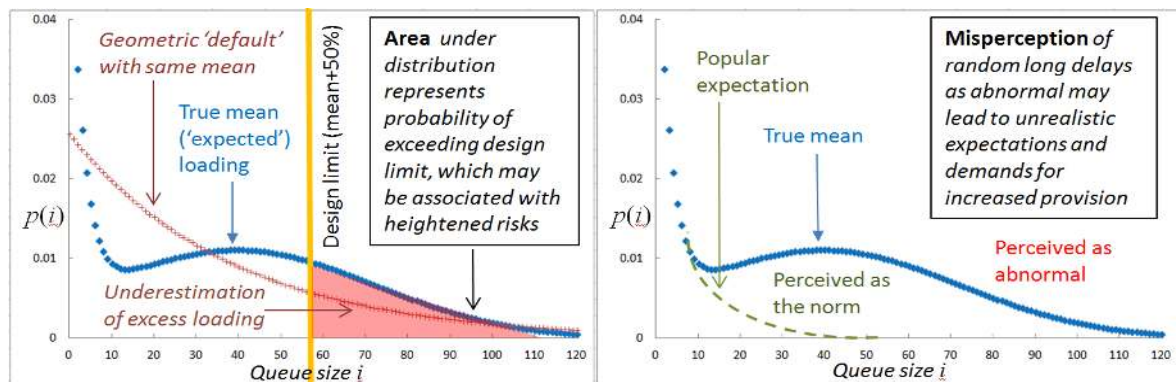 0.04
0.03
0.02
0.01
0
p(i)
Geometric ‘default’
with same mean
True mean
(‘expected’)
loading
Underestimation
of excess loading
Design limit (mean+50%)
Area under
distribution
represents
probability of
exceeding design
limit, which may
be associated with
heightened risks
0 10 20 30 40 50 60 70 80 90 100 110 120
Queue size i
0.04
0.03
0.02
0.01
0
p(i)
Popular
expectation
True mean
Misperception of
random long delays
as abnormal may
lead to unrealistic
expectations and
demands for
increased provision
Perceived as
the norm
Perceived as
abnormal
0 10 20 30 40 50 60 70 80 90 100 110 120
Queue size i